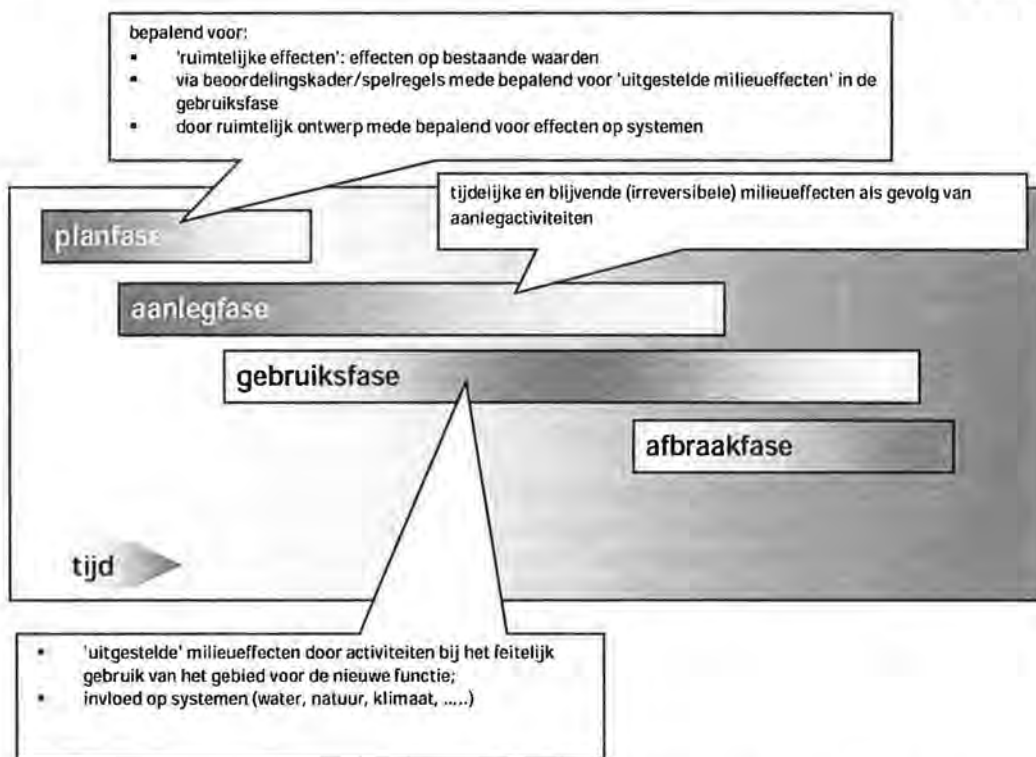 bepalend voor:
▪ 'ruimtelijke effecten': effecten op bestaande waarden
▪ via beoordelingskader/spelregels mede bepalend voor 'uitgestelde milieueffecten' in de
gebruiksfase
▪ door ruimtelijk ontwerp mede bepalend voor effecten op systemen
tijdelijke en blijvende (irreversibele) milieueffecten als gevolg van
aanlegactiviteiten
planfase
aanlegfase
gebruiksfase
afbraakfase
tijd
▪ 'uitgestelde' milieueffecten door activiteiten bij het feitelijk
gebruik van het gebied voor de nieuwe functie;
▪ invloed op systemen (water, natuur, klimaat, .....)